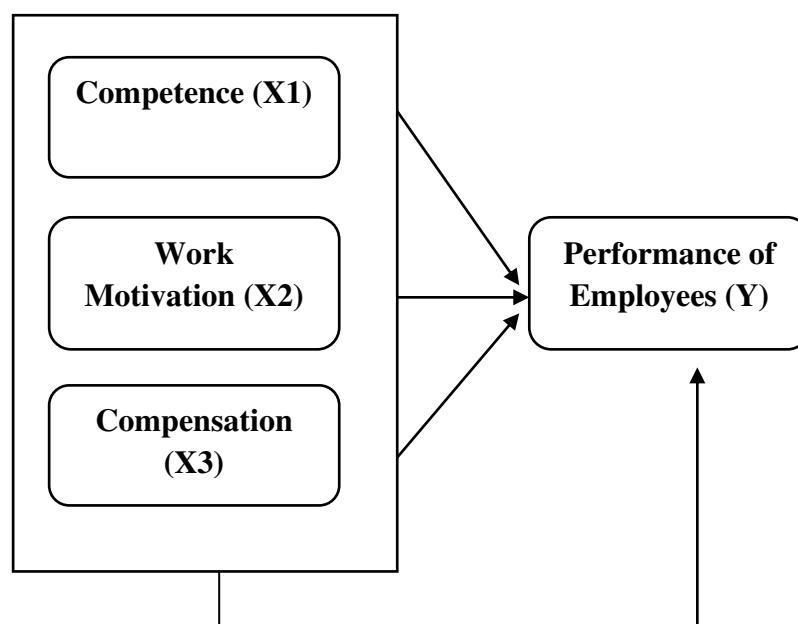 Competence (X1)
Work
Motivation (X2)
Compensation
(X3)
Performance of
Employees (Y)